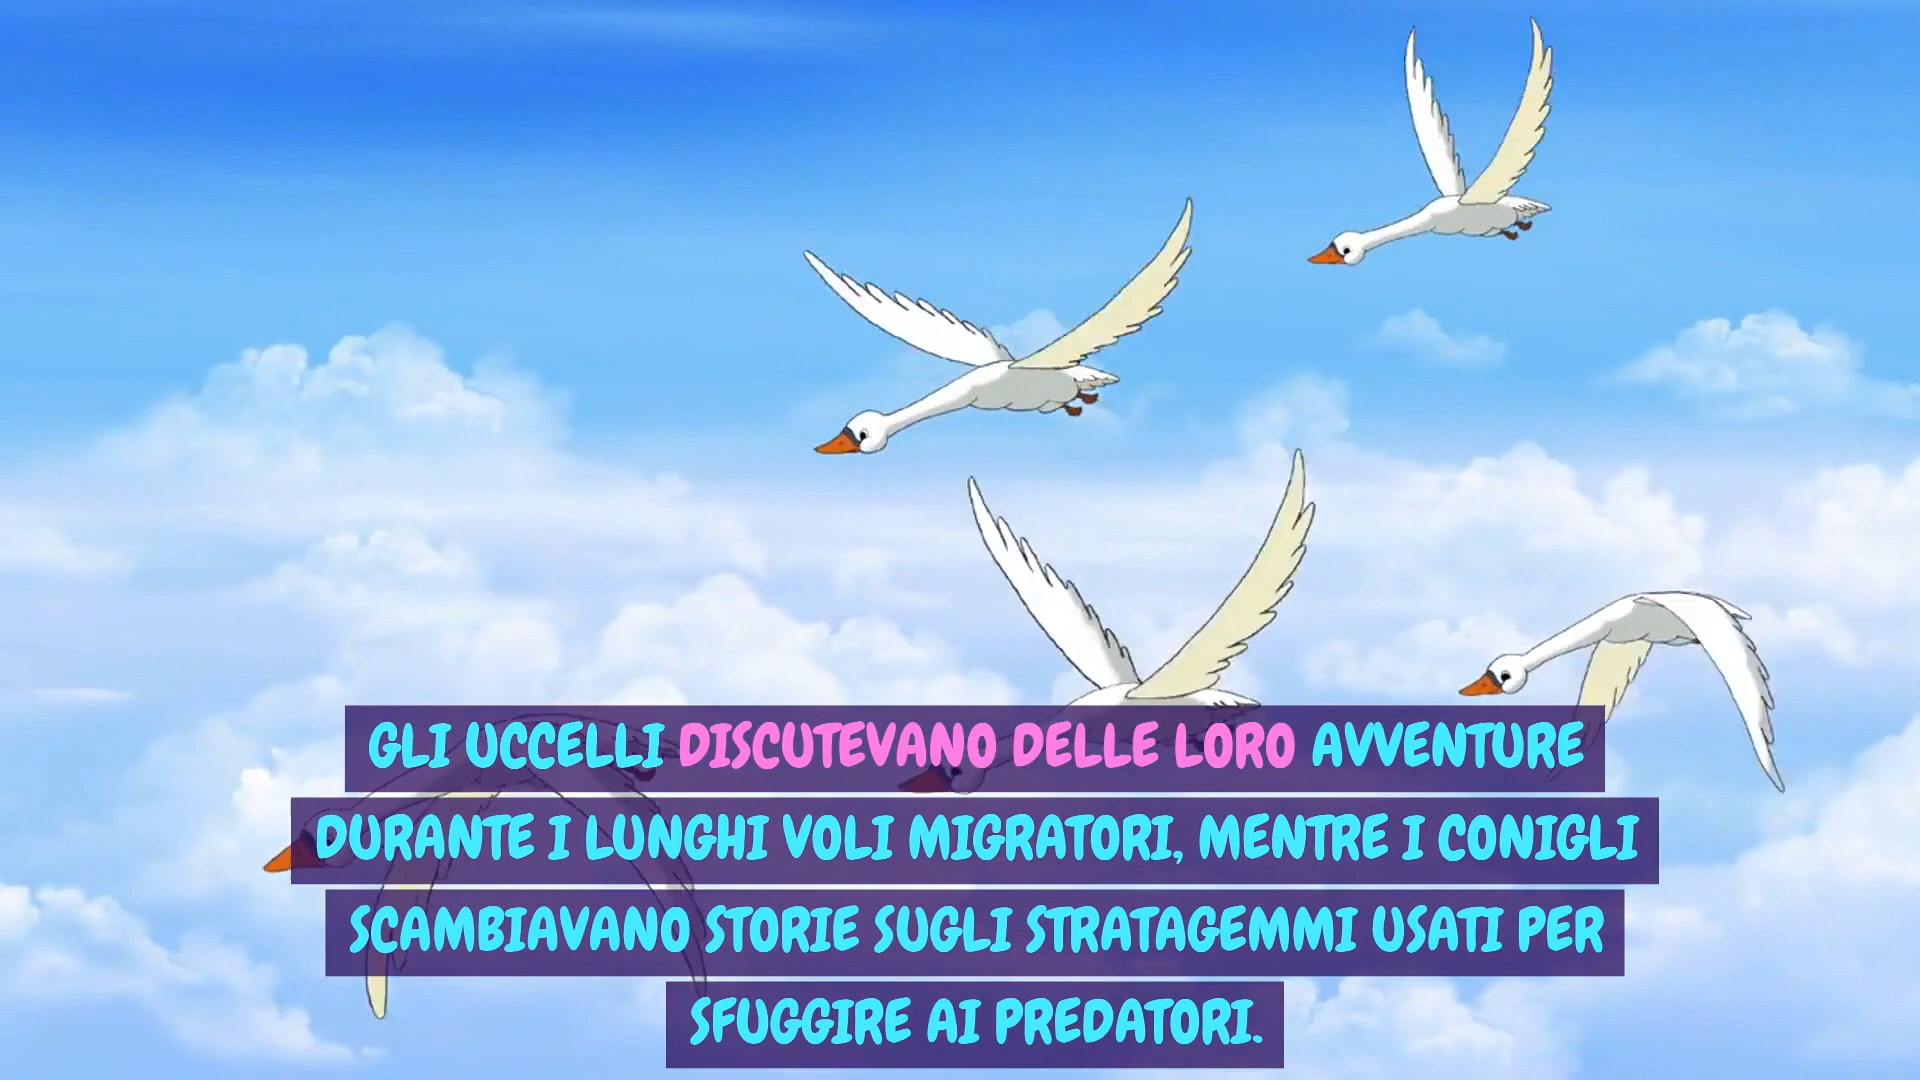 GLI UCCELLI DISCUTEVANO DELLE LORO AVVENTURE
DURANTE I LUNGHI VOLI MIGRATORI, MENTRE I CONIGLI
SCAMBIAVANO STORIE SUGLI STRATAGEMMI USATI PER
SFUGGIRE AI PREDATORI.